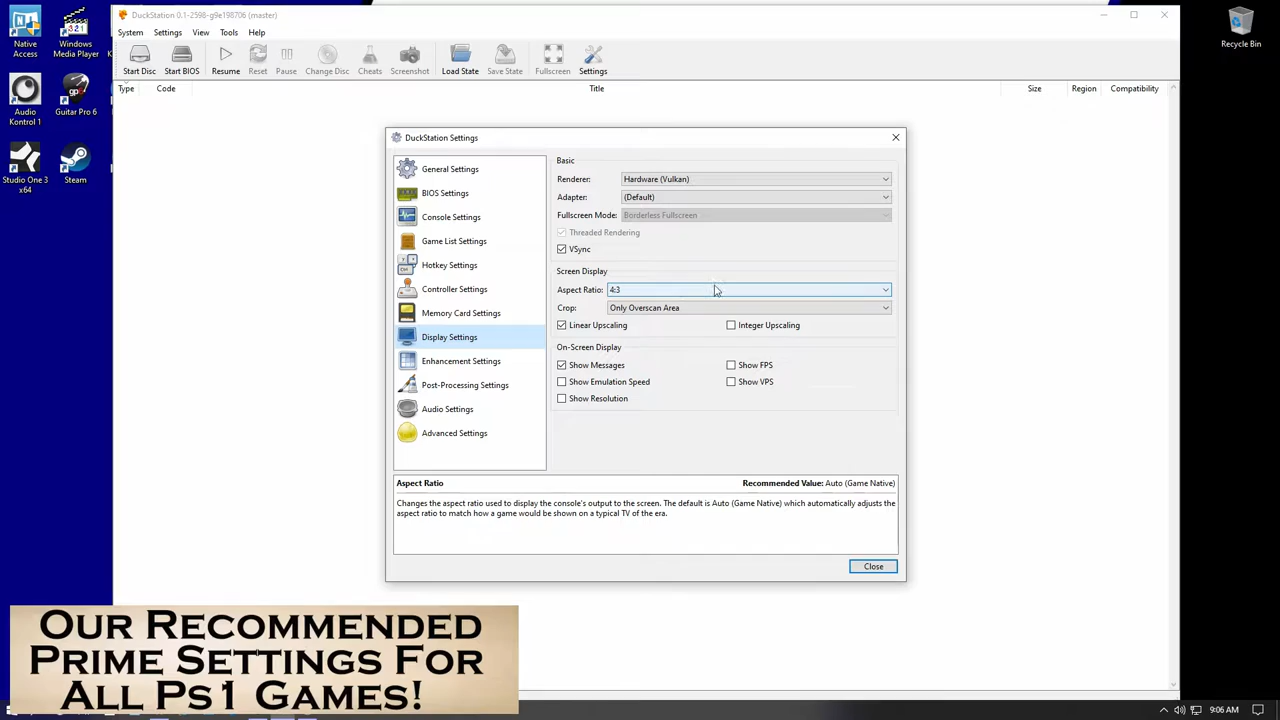 DuckStation 0.1-2598-g9e198706 (master)
System Settings View Tools Help
Start Disc Start BIOS Resume Reset Pause Change Disc Cheats Screenshot Load State Save State Fullscreen Settings
Type Code Title Size Region Compatibility
Native
Access
Windows
Media Player
Audio
Kontrol 1
Guitar Pro 6
Studio One 3
x64
Steam
Recycle Bin
DuckStation Settings
General Settings
BIOS Settings
Console Settings
Game List Settings
Hotkey Settings
Controller Settings
Memory Card Settings
Display Settings
Enhancement Settings
Post-Processing Settings
Audio Settings
Advanced Settings
Basic
Renderer: Hardware (Vulkan)
Adapter: (Default)
Fullscreen Mode: Borderless Fullscreen
Threaded Rendering
VSync
Screen Display
Aspect Ratio: 4:3
Crop: Only Overscan Area
Linear Upscaling Integer Upscaling
On-Screen Display
Show Messages Show FPS
Show Emulation Speed Show VPS
Show Resolution
Aspect Ratio Recommended Value: Auto (Game Native)
Changes the aspect ratio used to display the console's output to the screen. The default is Auto (Game Native) which automatically adjusts the
aspect ratio to match how a game would be shown on a typical TV of the era.
Close
Our Recommended
Prime Settings For
All Ps1 Games!
9:06 AM